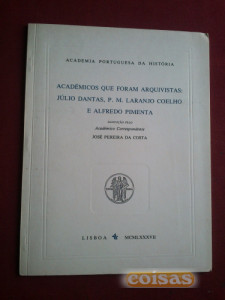 ACADEMIA PORTUGUESA DA HISTÓRIA
ACADÉMICOS QUE FORAM ARQUIVISTAS:
JÚLIO DANTAS, P. M. LARANJO COELHO
E ALFREDO PIMENTA
Académico Correspondente
JOSÉ PEREIRA DA COSTA
LISBOA
MCMLXXXVII
coisas